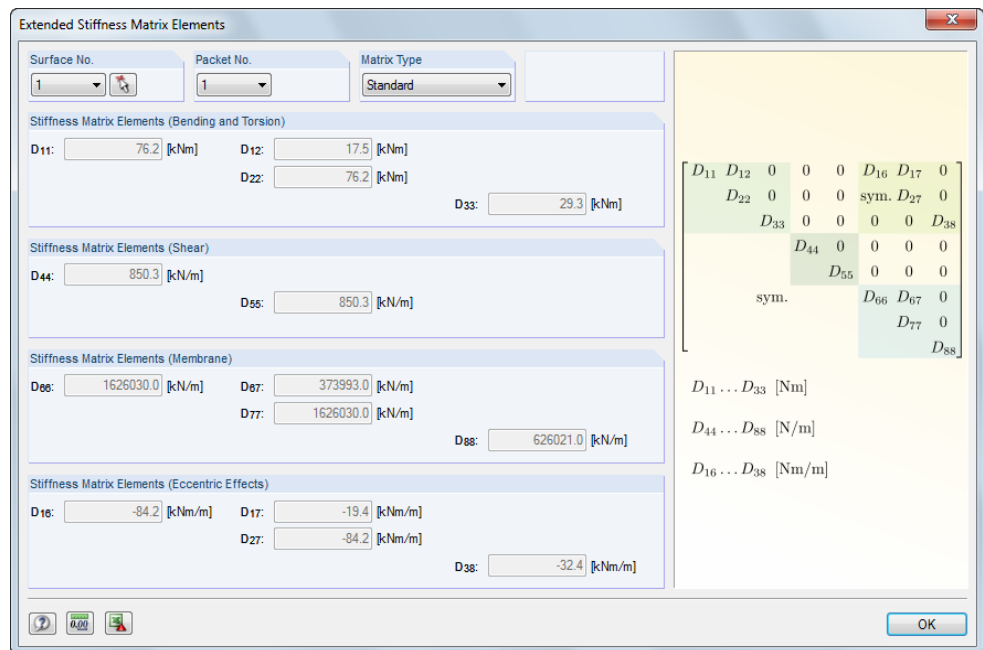 Extended Stiffness Matrix Elements
Surface No. Packet No. Matrix Type
1 1 Standard
Stiffness Matrix Elements (Bending and Torsion)
D11: 76.2 [kNm] D12: 17.5 [kNm]
D22: 76.2 [kNm]
D33: 29.3 [kNm]
Stiffness Matrix Elements (Shear)
D44: 850.3 [kN/m]
D55: 850.3 [kN/m]
Stiffness Matrix Elements (Membrane)
D66: 1626030.0 [kN/m] D67: 373993.0 [kN/m]
D77: 1626030.0 [kN/m]
D88: 626021.0 [kN/m]
Stiffness Matrix Elements (Eccentric Effects)
D16: -84.2 [kNm/m] D17: -19.4 [kNm/m]
D27: -84.2 [kNm/m]
D38: -32.4 [kNm/m]
D11 D12 0 0 0 D16 D17 0
D22 0 0 0 sym. D27 0
D33 0 0 0 0 D38
D44 0 0 0 0
D55 0 0 0
sym. D66 D67 0
D77 0
D88
D11 … D33 [Nm]
D44 … D88 [N/m]
D16 … D38 [Nm/m]
0.00
OK